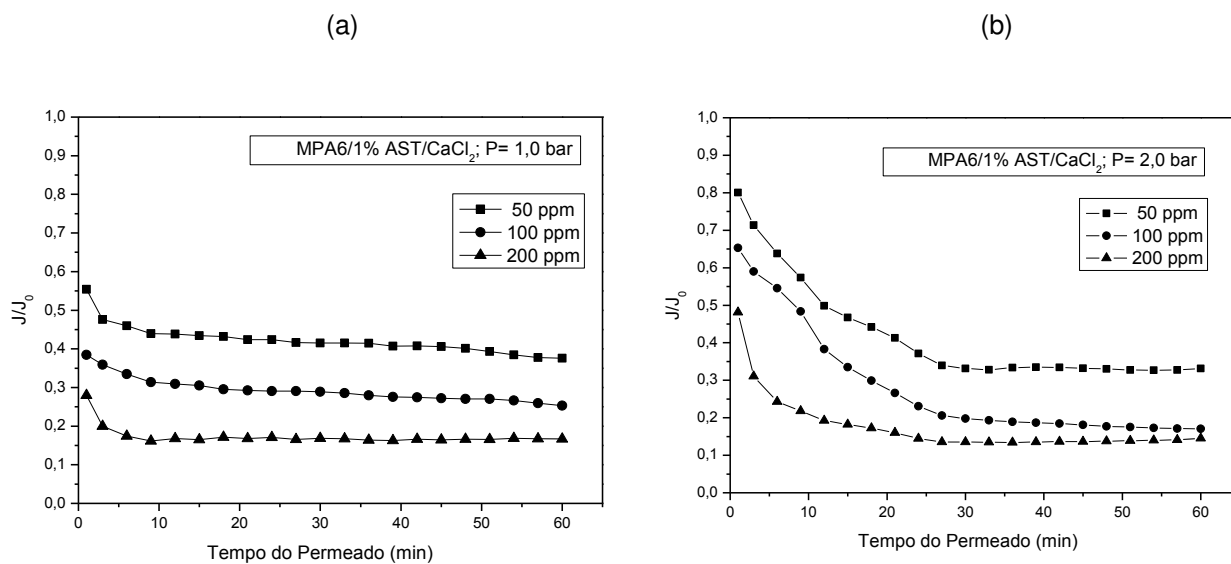 (a)
MPA6/1% AST/CaCl₂; P= 1,0 bar
50 ppm
100 ppm
200 ppm
J/J₀
1,0
0,9
0,8
0,7
0,6
0,5
0,4
0,3
0,2
0,1
0,0
0 10 20 30 40 50 60
Tempo do Permeado (min)
(b)
MPA6/1% AST/CaCl₂; P= 2,0 bar
50 ppm
100 ppm
200 ppm
J/J₀
1,0
0,9
0,8
0,7
0,6
0,5
0,4
0,3
0,2
0,1
0,0
0 10 20 30 40 50 60
Tempo do Permeado (min)